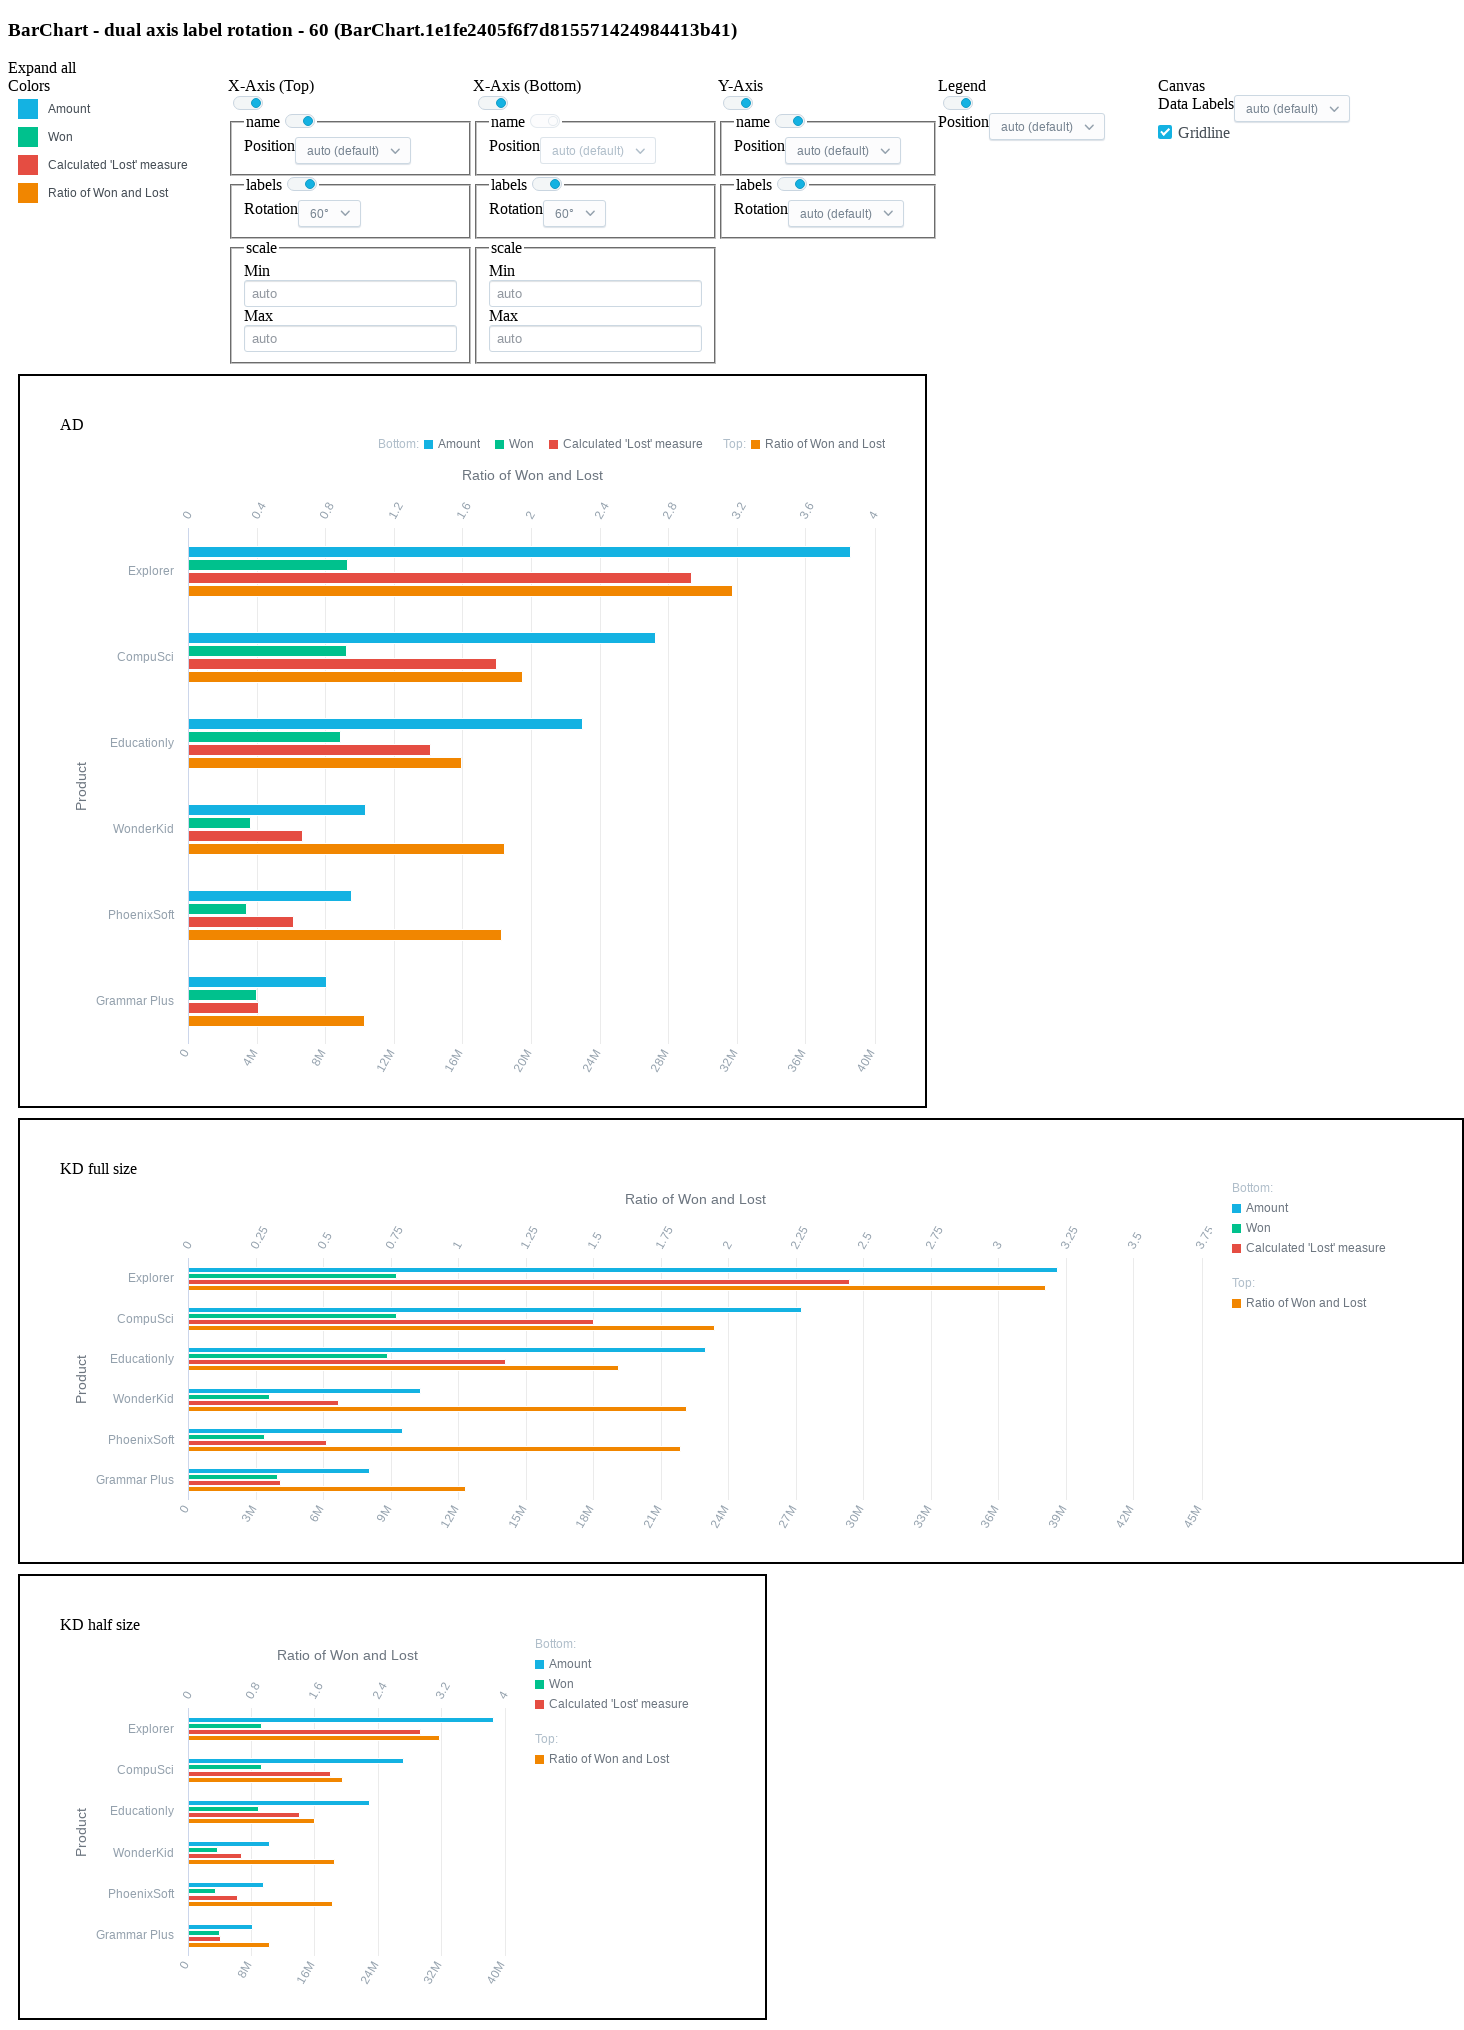 BarChart - dual axis label rotation - 60 (BarChart.1e1fe2405f6f7d815571424984413b41)
Expand all
Colors
Amount
Won
Calculated 'Lost' measure
Ratio of Won and Lost
X-Axis (Top)
name
Position auto (default)
labels
Rotation 60°
scale
Min
auto
Max
auto
X-Axis (Bottom)
name
Position auto (default)
labels
Rotation 60°
scale
Min
auto
Max
auto
Y-Axis
name
Position auto (default)
labels
Rotation auto (default)
Legend
Position auto (default)
Canvas
Data Labels auto (default)
Gridline
AD
Bottom: Amount Won Calculated 'Lost' measure Top: Ratio of Won and Lost
Ratio of Won and Lost
0 0.4 0.8 1.2 1.6 2 2.4 2.8 3.2 3.6 4
Explorer
CompuSci
Educationly
Product
WonderKid
PhoenixSoft
Grammar Plus
0 4M 8M 12M 16M 20M 24M 28M 32M 36M 40M
KD full size
Ratio of Won and Lost
0 0.25 0.5 0.75 1 1.25 1.5 1.75 2 2.25 2.5 2.75 3 3.25 3.5 3.75
Explorer
CompuSci
Educationly
Product
WonderKid
PhoenixSoft
Grammar Plus
0 3M 6M 9M 12M 15M 18M 21M 24M 27M 30M 33M 36M 39M 42M 45M
Bottom:
Amount
Won
Calculated 'Lost' measure
Top:
Ratio of Won and Lost
KD half size
Ratio of Won and Lost
0 0.8 1.6 2.4 3.2 4
Explorer
CompuSci
Educationly
Product
WonderKid
PhoenixSoft
Grammar Plus
0 8M 16M 24M 32M 40M
Bottom:
Amount
Won
Calculated 'Lost' measure
Top:
Ratio of Won and Lost